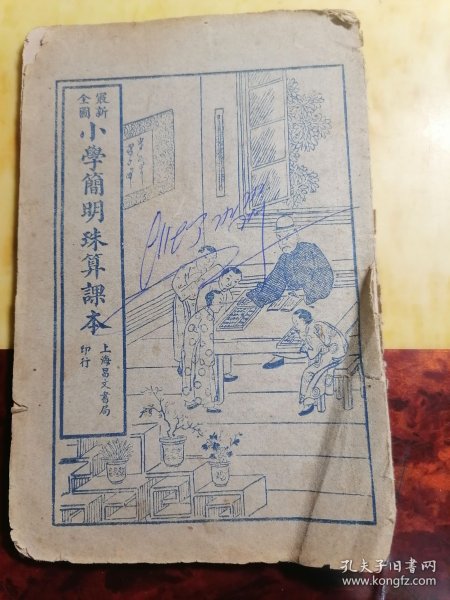 最新
全圖
小學簡明珠算課本
上海昌文書局
印行
孔夫子旧书网
www.kongfz.com